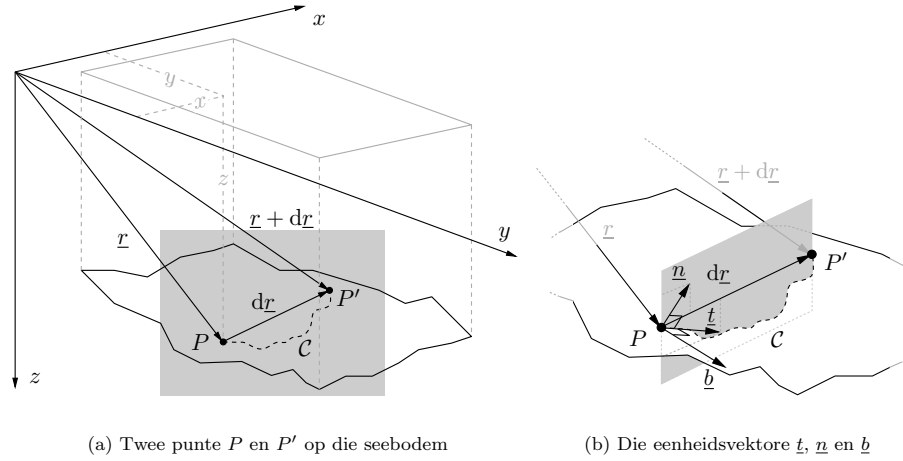 x
y
x
z
r
r + dr
y
dr
P′
P
C
z
(a) Twee punte P en P′ op die seebodem
r + dr
r
n
dr
P′
t
P
C
b
(b) Die eenheidsvektore t, n en b